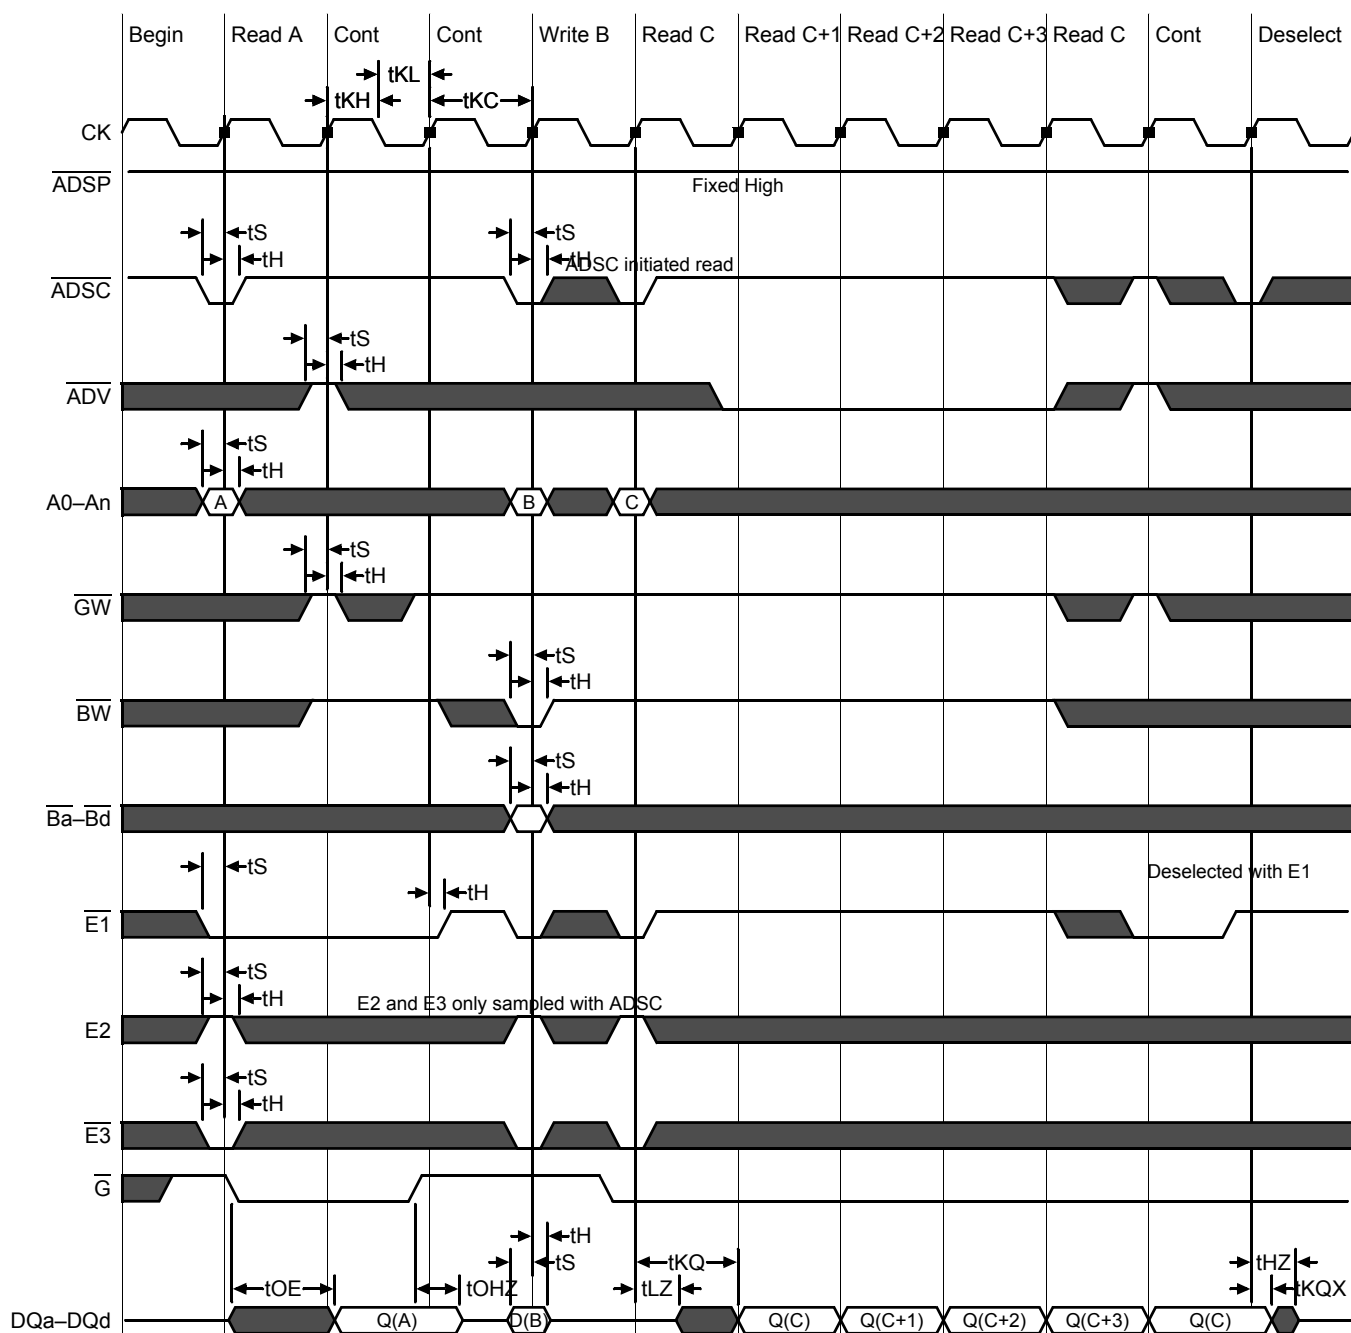 Begin Read A Cont Cont Write B Read C Read C+1 Read C+2 Read C+3 Read C Cont Deselect
tKL
tKH tKC
CK
ADSP
Fixed High
tS tS
tH tH
ADSC initiated read
ADSC
tS
tH
ADV
tS
tH
A0–An A B C
tS
tH
GW
tS
tH
BW
tS
tH
Ba–Bd
tS
Deselected with E1
tH
E1
tS
tH
E2 and E3 only sampled with ADSC
E2
tS
tH
E3
G
tH
tS tKQ tHZ
tOE tOHZ tLZ tKQX
DQa–DQd Q(A) D(B) Q(C) Q(C+1) Q(C+2) Q(C+3) Q(C)